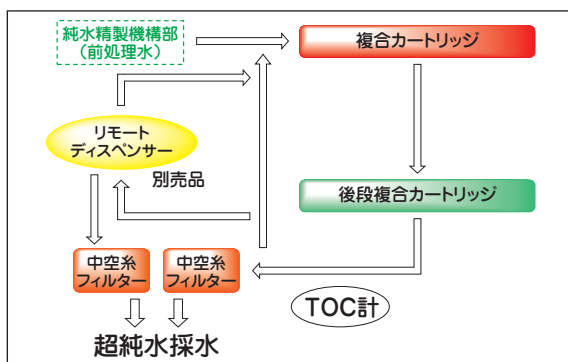 純水精製機構部
(前処理水)
複合カートリッジ
リモート
ディスペンサー
別売品
後段複合カートリッジ
中空糸
フィルター
中空糸
フィルター
TOC計
超純水採水